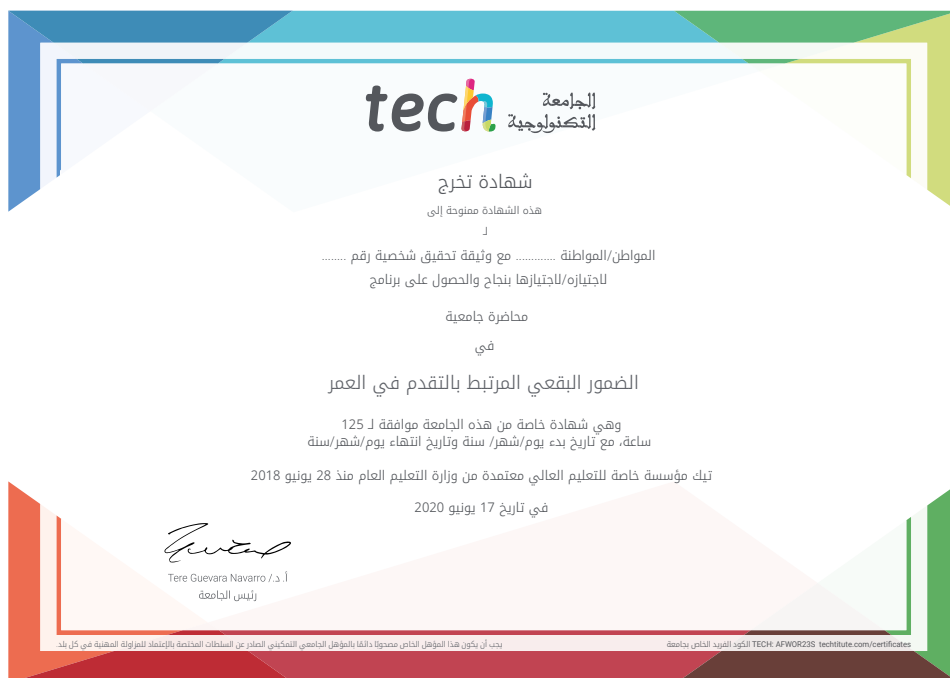 tech الجامعة
التكنولوجية
شهادة تخرج
هذه الشهادة ممنوحة إلى
لـ
المواطن/المواطنة ............. مع وثيقة تحقيق شخصية رقم ........
لاجتيازه/لاجتيازها بنجاح والحصول على برنامج
محاضرة جامعية
في
الضمور البقعي المرتبط بالتقدم في العمر
وهي شهادة خاصة من هذه الجامعة موافقة لـ 125
ساعة، مع تاريخ بدء يوم/شهر/ سنة وتاريخ انتهاء يوم/شهر/سنة
تيك مؤسسة خاصة للتعليم العالي معتمدة من وزارة التعليم العام منذ 28 يونيو 2018
في تاريخ 17 يونيو 2020
أ. د./ Tere Guevara Navarro
رئيس الجامعة
يجب أن يكون هذا المؤهل الخاص مصحوبًا دائمًا بالمؤهل الجامعي التمكيني الصادر عن السلطات المختصة بالإعتماد للمزاولة المهنية في كل بلد.
الكود الفريد الخاص بجامعة TECH: AFWOR23S techtitute.com/certificates